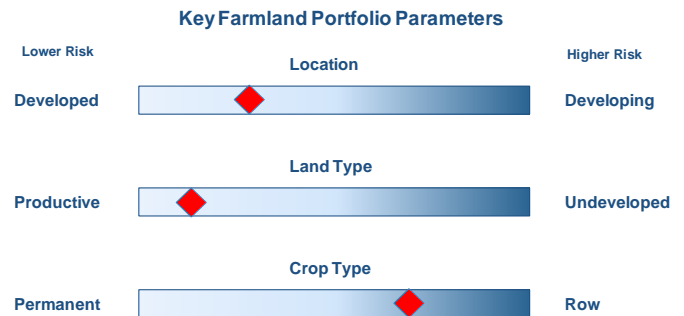 Key Farmland Portfolio Parameters
Lower Risk
Higher Risk
Location
Developed
Developing
Land Type
Productive
Undeveloped
Crop Type
Permanent
Row